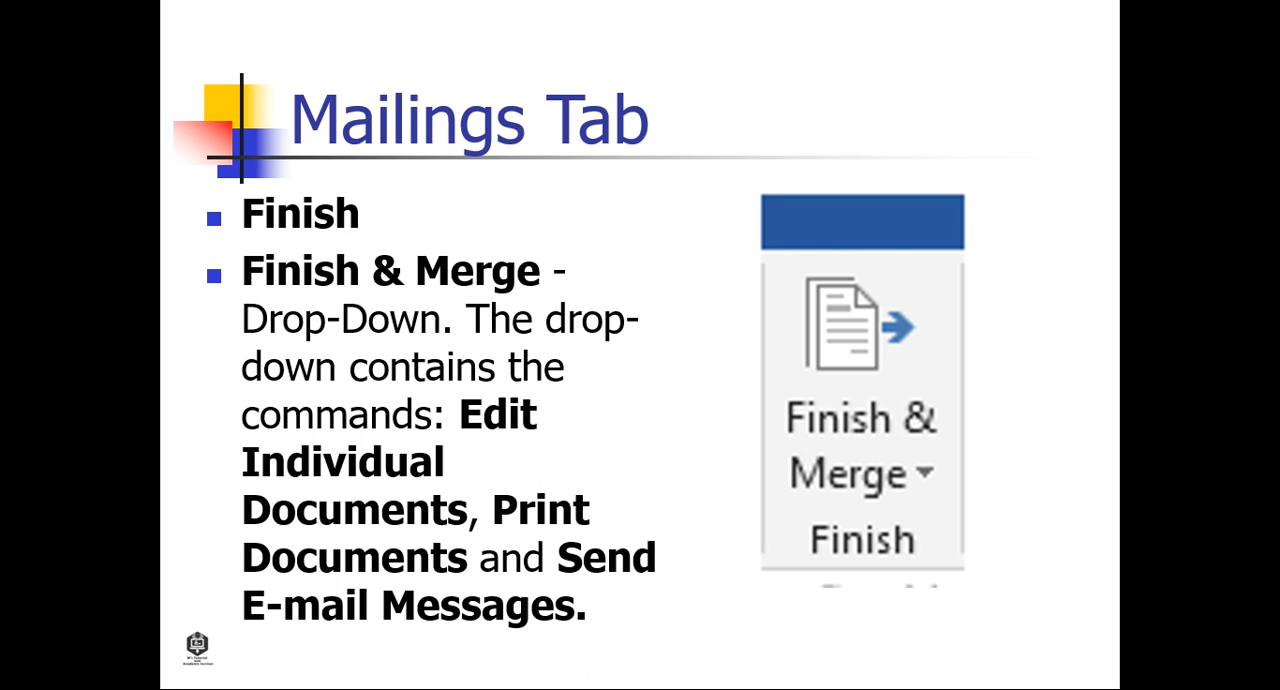 Mailings Tab
Finish
Finish & Merge -
Drop-Down. The drop-
down contains the
commands: Edit
Individual
Documents, Print
Documents and Send
E-mail Messages.
Finish &
Merge
Finish